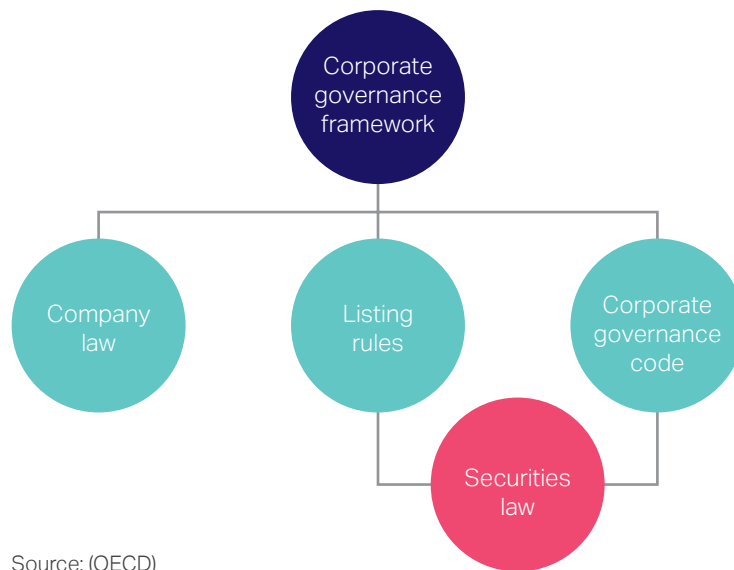 Corporate
governance
framework
Company
law
Listing
rules
Corporate
governance
code
Securities
law
Source: (OECD)